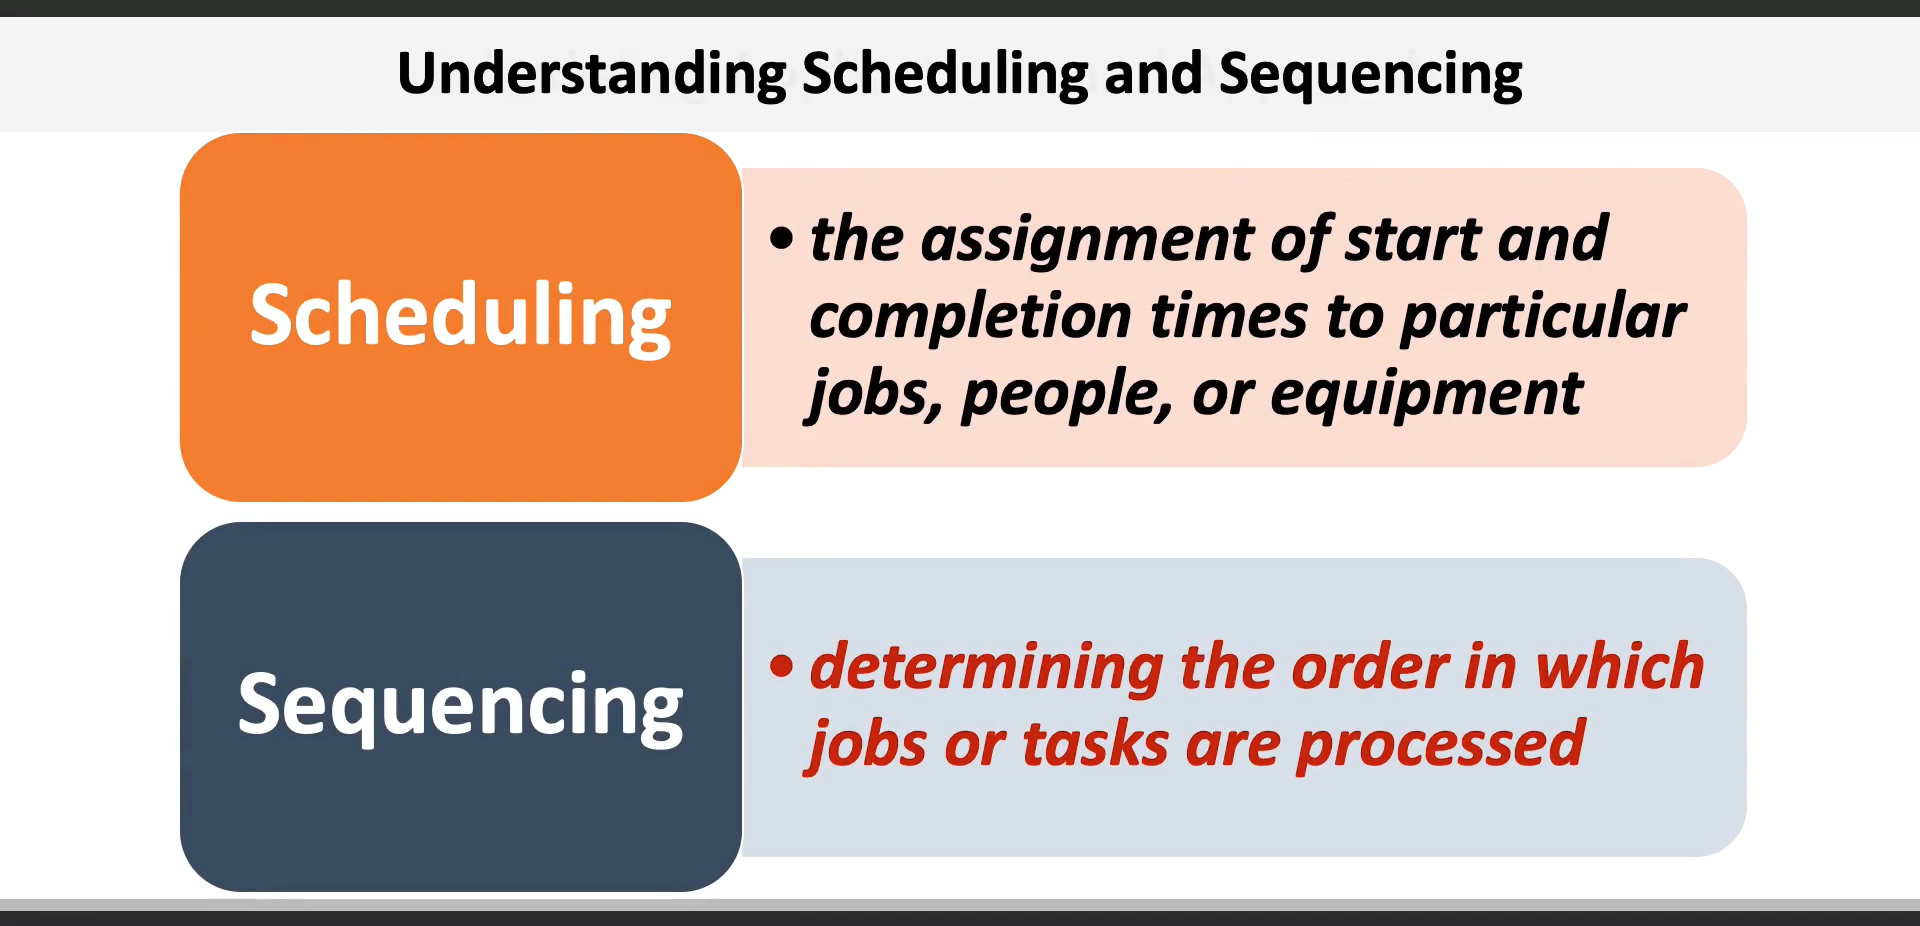 Understanding Scheduling and Sequencing
Scheduling
• the assignment of start and
completion times to particular
jobs, people, or equipment
Sequencing
• determining the order in which
jobs or tasks are processed